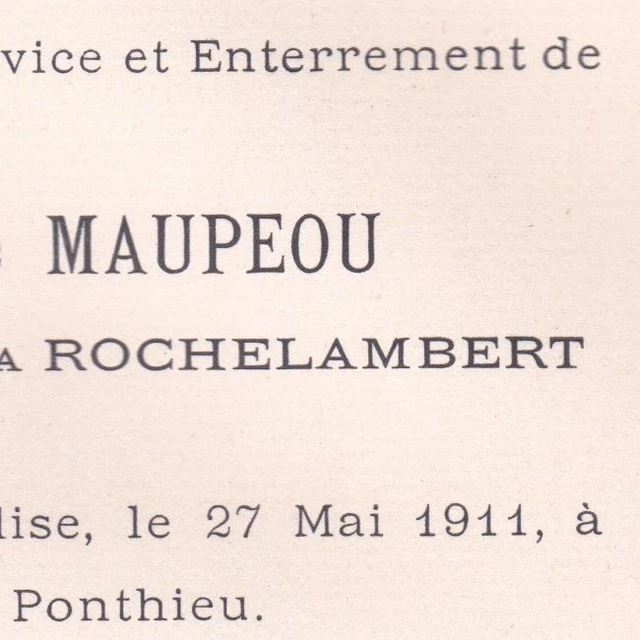 vice et Enterrement de
MAUPEOU
A ROCHELAMBERT
lise, le 27 Mai 1911, à
Ponthieu.